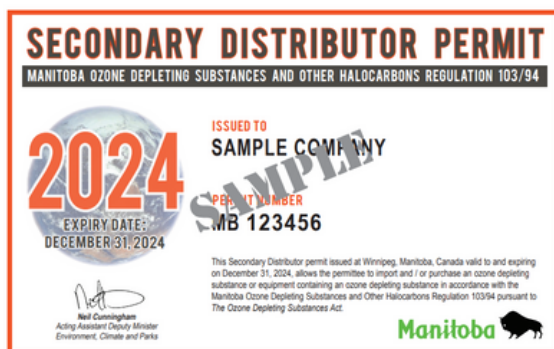 SECONDARY DISTRIBUTOR PERMIT
MANITOBA OZONE DEPLETING SUBSTANCES AND OTHER HALOCARBONS REGULATION 103/94
2024
EXPIRY DATE:
DECEMBER 31, 2024
ISSUED TO
SAMPLE COMPANY
SAMPLE
PERMIT NUMBER
MB 123456
This Secondary Distributor permit issued at Winnipeg, Manitoba, Canada valid to and expiring
on December 31, 2024, allows the permittee to import and / or purchase an ozone depleting
substance or equipment containing an ozone depleting substance in accordance with the
Manitoba Ozone Depleting Substances and Other Halocarbons Regulation 103/94 pursuant to
The Ozone Depleting Substances Act.
Neil Cunningham
Acting Assistant Deputy Minister
Environment, Climate and Parks
Manitoba